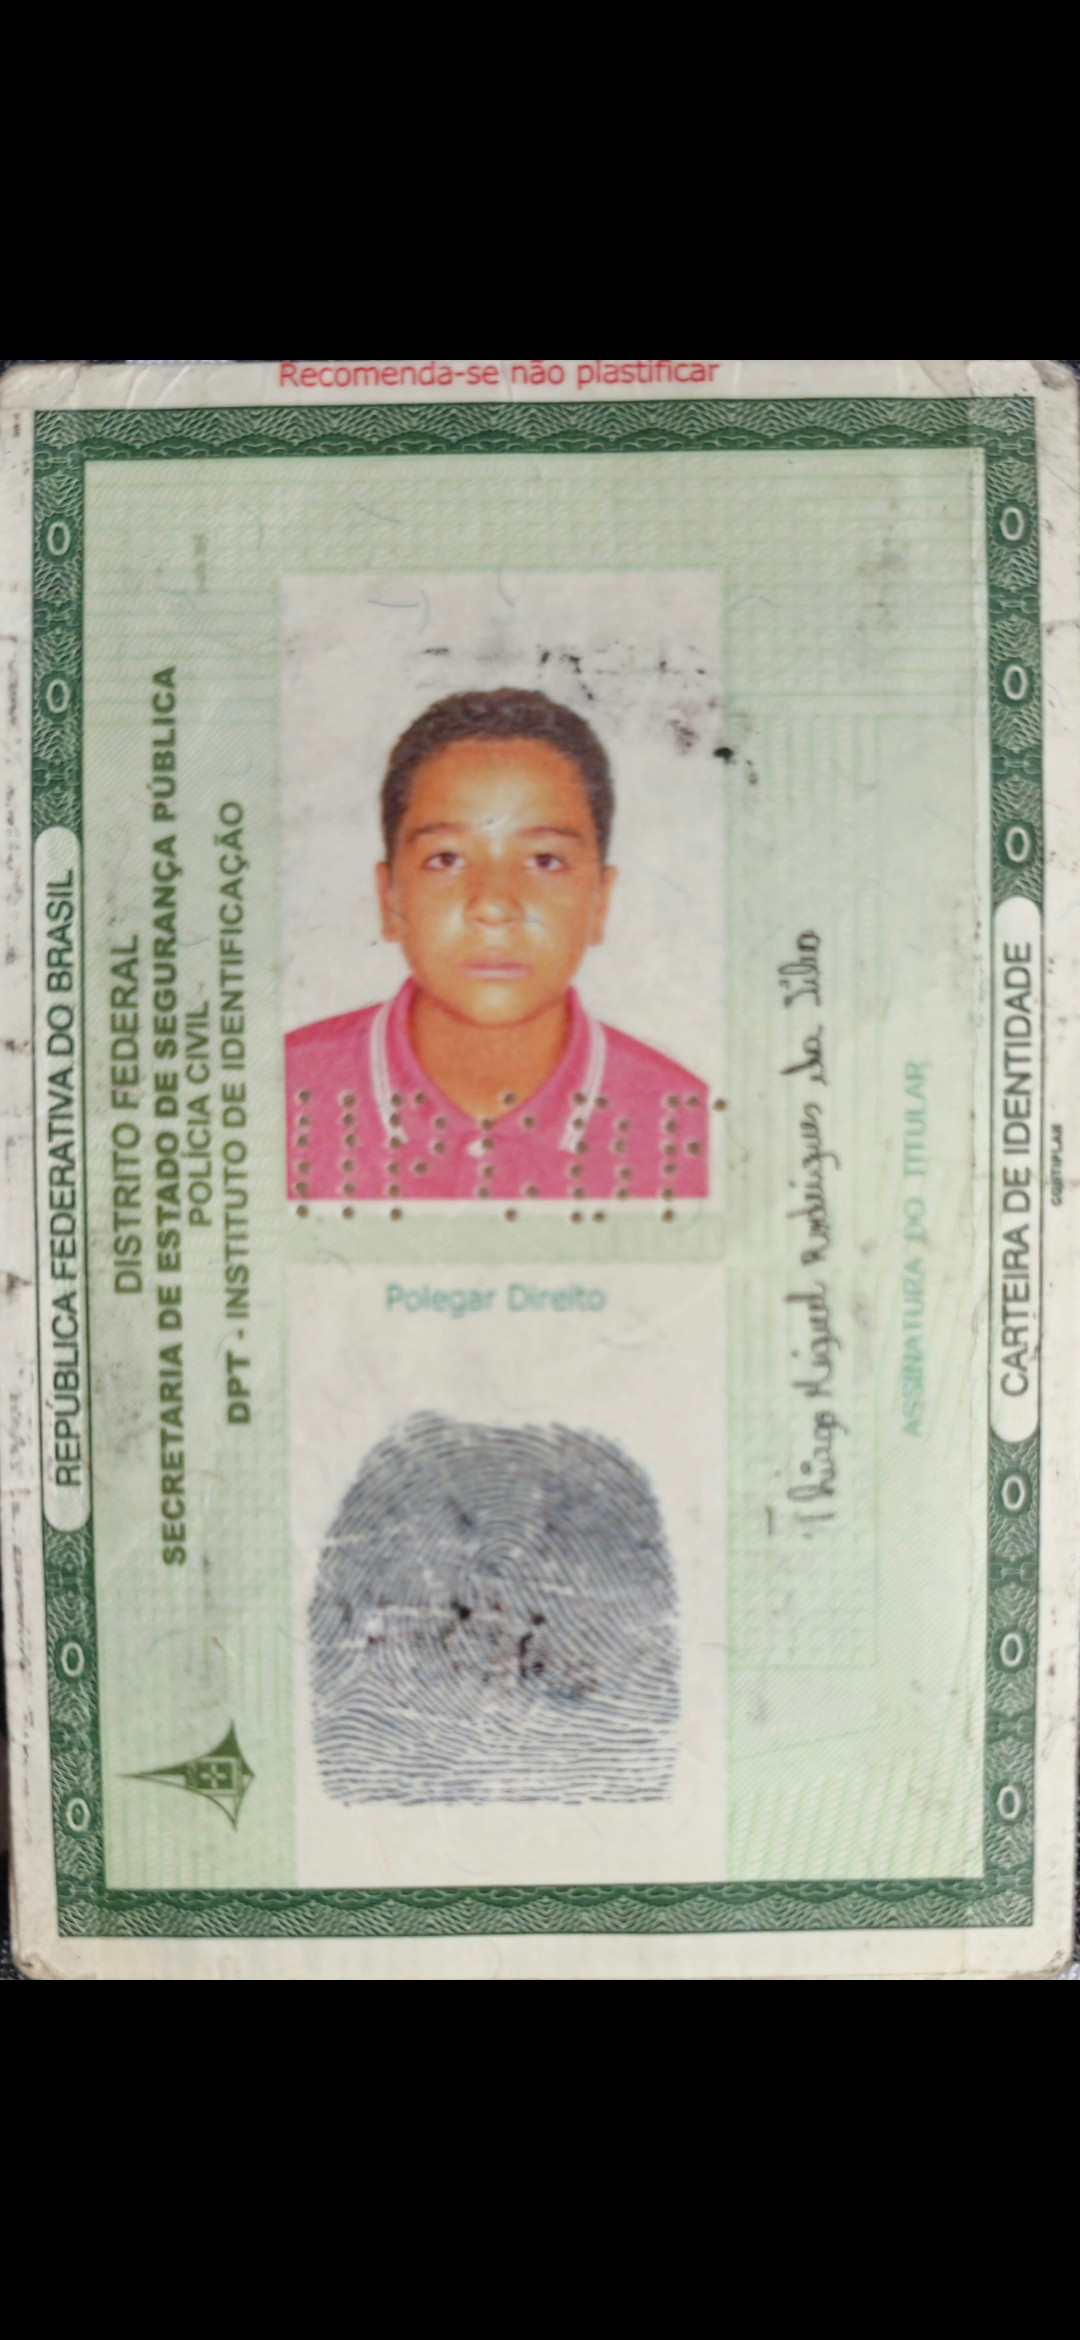 Recomenda-se não plastificar
REPÚBLICA FEDERATIVA DO BRASIL
DISTRITO FEDERAL
SECRETARIA DE ESTADO DE SEGURANÇA PÚBLICA
POLÍCIA CIVIL
DPT - INSTITUTO DE IDENTIFICAÇÃO
Polegar Direito
Thiago Miguel Rodrigues da Silva
ASSINATURA DO TITULAR
CARTEIRA DE IDENTIDADE